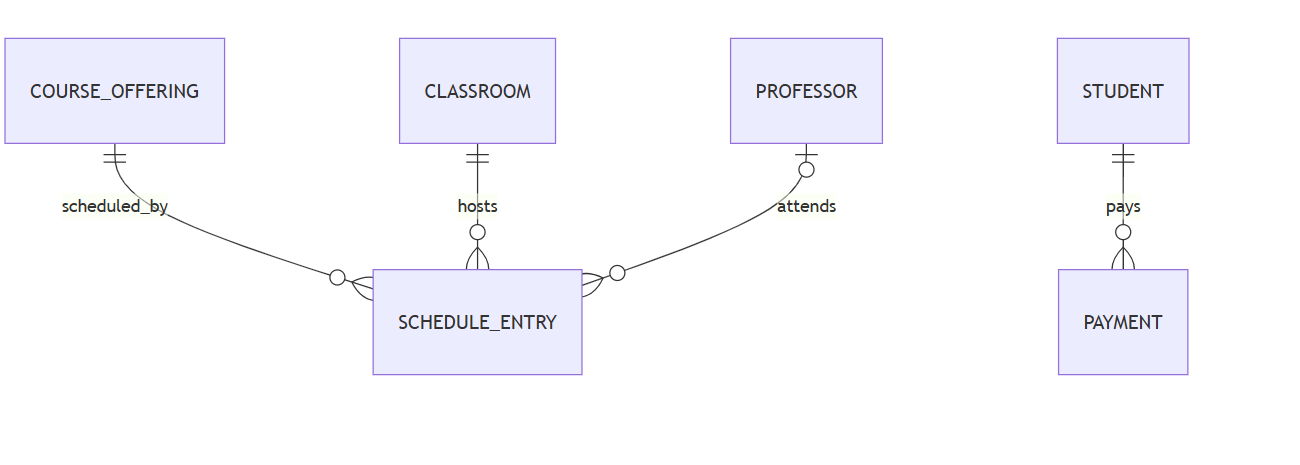 COURSE_OFFERING
CLASSROOM
PROFESSOR
STUDENT
scheduled_by
hosts
attends
pays
SCHEDULE_ENTRY
PAYMENT